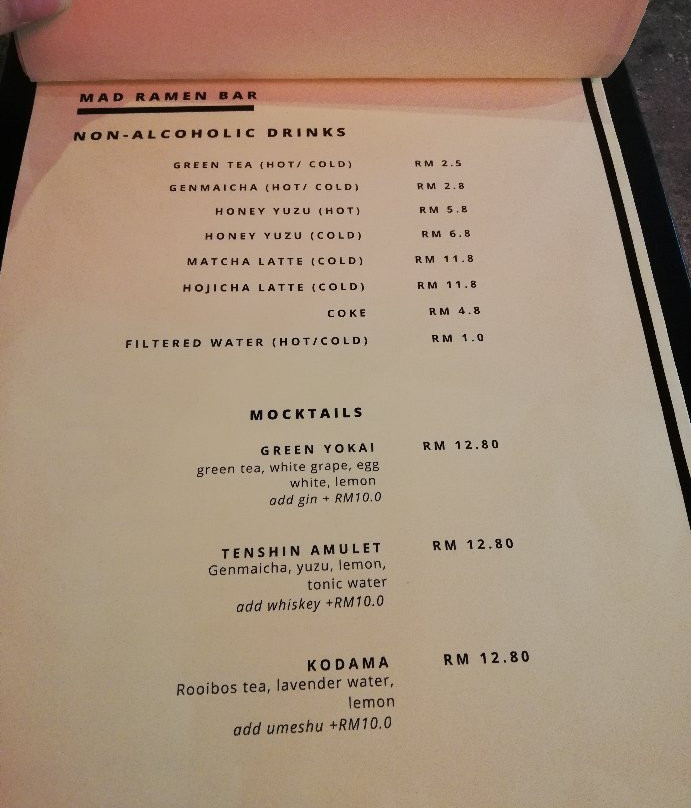 MAD RAMEN BAR
NON-ALCOHOLIC DRINKS
GREEN TEA (HOT/ COLD) RM 2.5
GENMAICHA (HOT/ COLD) RM 2.8
HONEY YUZU (HOT) RM 5.8
HONEY YUZU (COLD) RM 6.8
MATCHA LATTE (COLD) RM 11.8
HOJICHA LATTE (COLD) RM 11.8
COKE RM 4.8
FILTERED WATER (HOT/COLD) RM 1.0
MOCKTAILS
GREEN YOKAI RM 12.80
green tea, white grape, egg
white, lemon
add gin + RM10.0
TENSHIN AMULET RM 12.80
Genmaicha, yuzu, lemon,
tonic water
add whiskey +RM10.0
KODAMA RM 12.80
Rooibos tea, lavender water,
lemon
add umeshu +RM10.0